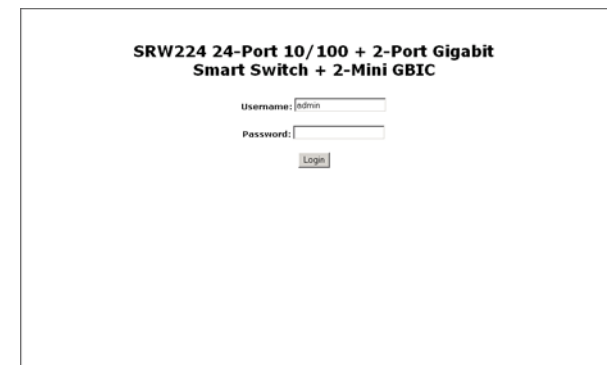 SRW224 24-Port 10/100 + 2-Port Gigabit
Smart Switch + 2-Mini GBIC
Username: admin
Password:
Login